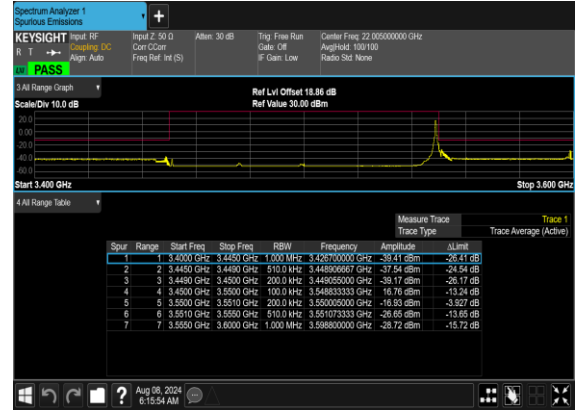 Spectrum Analyzer 1
Spurious Emissions
KEYSIGHT Input: RF Input Z: 50 Ω Atten: 30 dB Trig: Free Run Center Freq: 22.005000000 GHz
R T Coupling: DC Corr CCorr Gate: Off Avg|Hold: 100/100
Align: Auto Freq Ref: Int (S) IF Gain: Low Radio Std: None
PASS
3 All Range Graph
Ref Lvl Offset 18.86 dB
Scale/Div 10.0 dB Ref Value 30.00 dBm
20.0
0.00
-20.0
-40.0
-60.0
Start 3.400 GHz Stop 3.600 GHz
4 All Range Table
Measure Trace Trace 1
Trace Type Trace Average (Active)
Spur Range Start Freq Stop Freq RBW Frequency Amplitude ΔLimit
1 1 3.4000 GHz 3.4450 GHz 1.000 MHz 3.426700000 GHz -39.41 dBm -26.41 dB
2 2 3.4450 GHz 3.4490 GHz 510.0 kHz 3.448906667 GHz -37.54 dBm -24.54 dB
3 3 3.4490 GHz 3.4500 GHz 200.0 kHz 3.449055000 GHz -39.17 dBm -26.17 dB
4 4 3.4500 GHz 3.5500 GHz 100.0 kHz 3.548833333 GHz 16.76 dBm -13.24 dB
5 5 3.5500 GHz 3.5510 GHz 200.0 kHz 3.550005000 GHz -16.93 dBm -3.927 dB
6 6 3.5510 GHz 3.5550 GHz 510.0 kHz 3.551073333 GHz -26.65 dBm -13.65 dB
7 7 3.5550 GHz 3.6000 GHz 1.000 MHz 3.598800000 GHz -28.72 dBm -15.72 dB
? Aug 08, 2024
6:15:54 AM